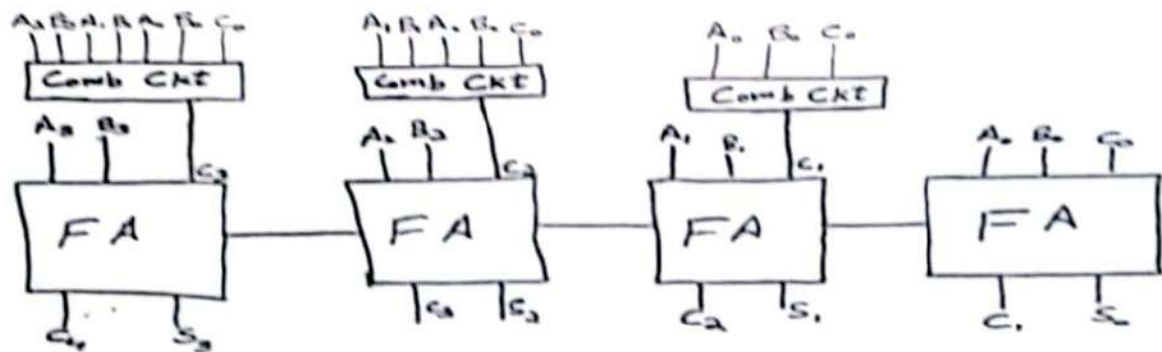 A₂ B₂ A₁ B₁ A₀ B₀ C₀
A₁ B₁ A₀ B₀ C₀
A₀ B₀ C₀
Comb Ckt
Comb Ckt
Comb Ckt
A₃ B₃ C₃
A₂ B₂ C₂
A₁ B₁ C₁
A₀ B₀ C₀
FA
FA
FA
FA
C₄ S₃
C₃ S₂
C₂ S₁
C₁ S₀